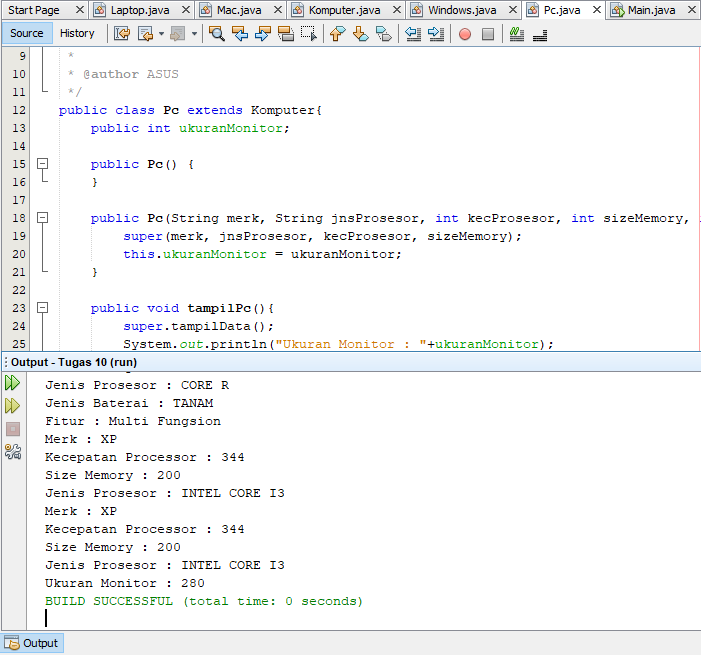 Start Page Laptop.java Mac.java Komputer.java Windows.java Pc.java Main.java
Source History
9 *
10 * @author ASUS
11 */
12 public class Pc extends Komputer{
13 public int ukuranMonitor;
14
15 public Pc() {
16 }
17
18 public Pc(String merk, String jnsProsesor, int kecProsesor, int sizeMemory,
19 super(merk, jnsProsesor, kecProsesor, sizeMemory);
20 this.ukuranMonitor = ukuranMonitor;
21 }
22
23 public void tampilPc(){
24 super.tampilData();
25 System.out.println("Ukuran Monitor : "+ukuranMonitor);
Output - Tugas 10 (run)
Jenis Prosesor : CORE R
Jenis Baterai : TANAM
Fitur : Multi Fungsion
Merk : XP
Kecepatan Processor : 344
Size Memory : 200
Jenis Prosesor : INTEL CORE I3
Merk : XP
Kecepatan Processor : 344
Size Memory : 200
Jenis Prosesor : INTEL CORE I3
Ukuran Monitor : 280
BUILD SUCCESSFUL (total time: 0 seconds)
Output